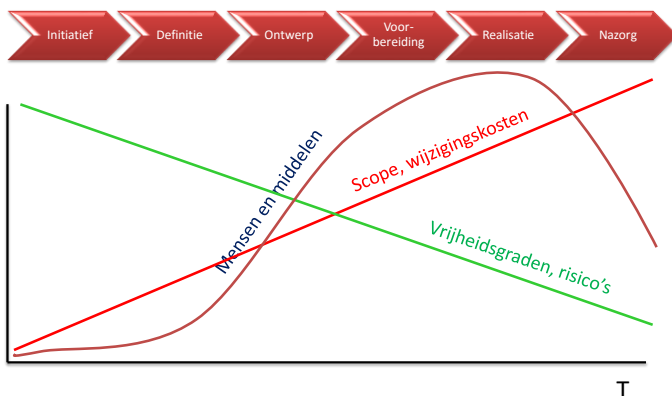 Initiatief
Definitie
Ontwerp
Voor-
bereiding
Realisatie
Nazorg
Mensen en middelen
Scope, wijzigingskosten
Vrijheidsgraden, risico's
T